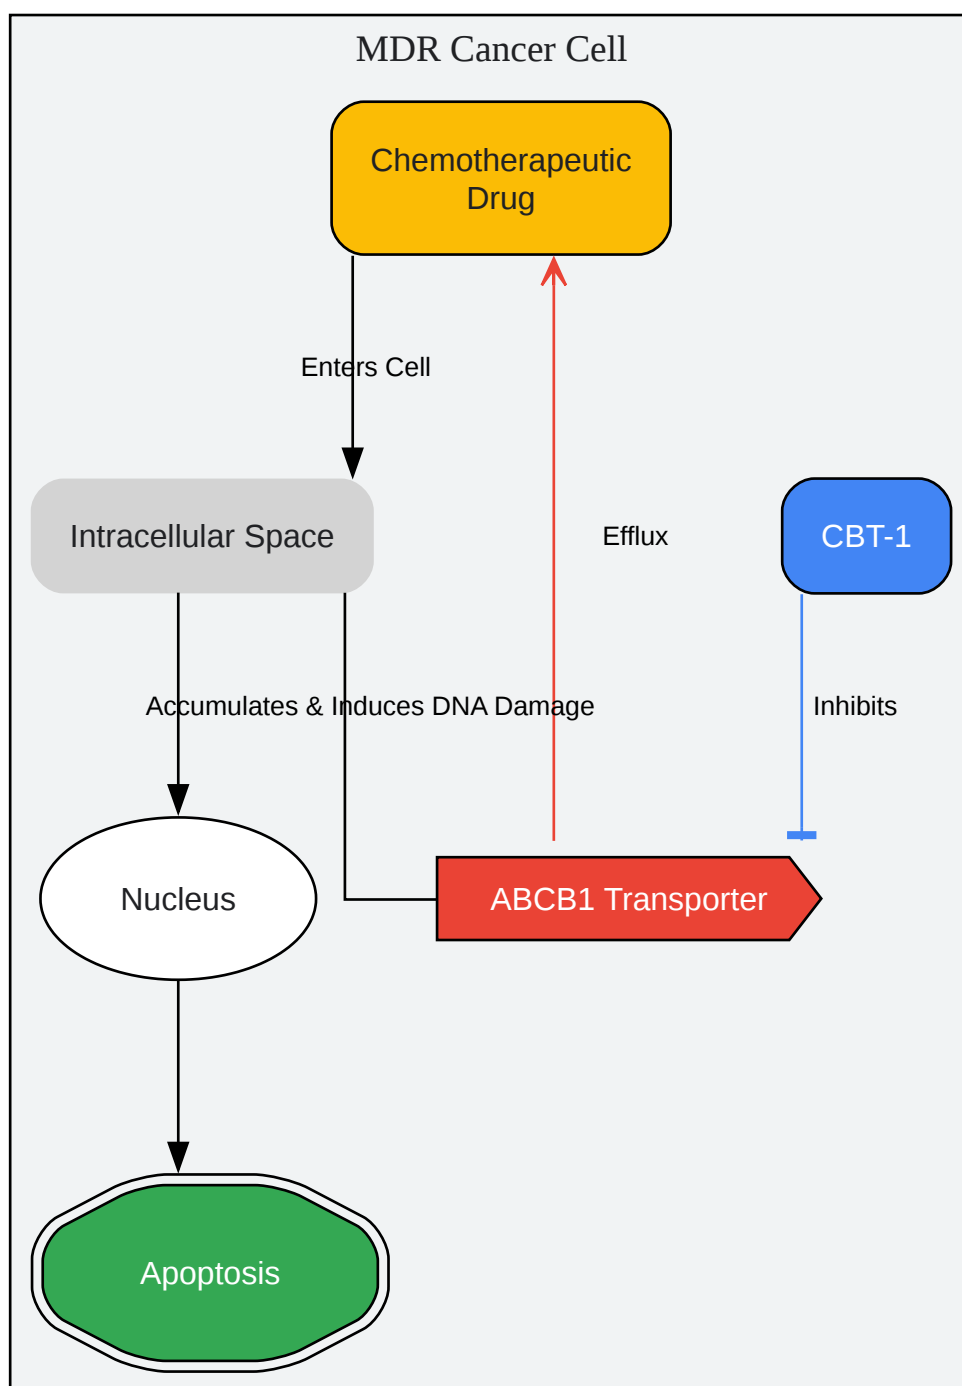 MDR Cancer Cell
Chemotherapeutic
Drug
Enters Cell
Intracellular Space
Efflux
CBT-1
Accumulates & Induces DNA Damage
Inhibits
Nucleus
ABCB1 Transporter
Apoptosis